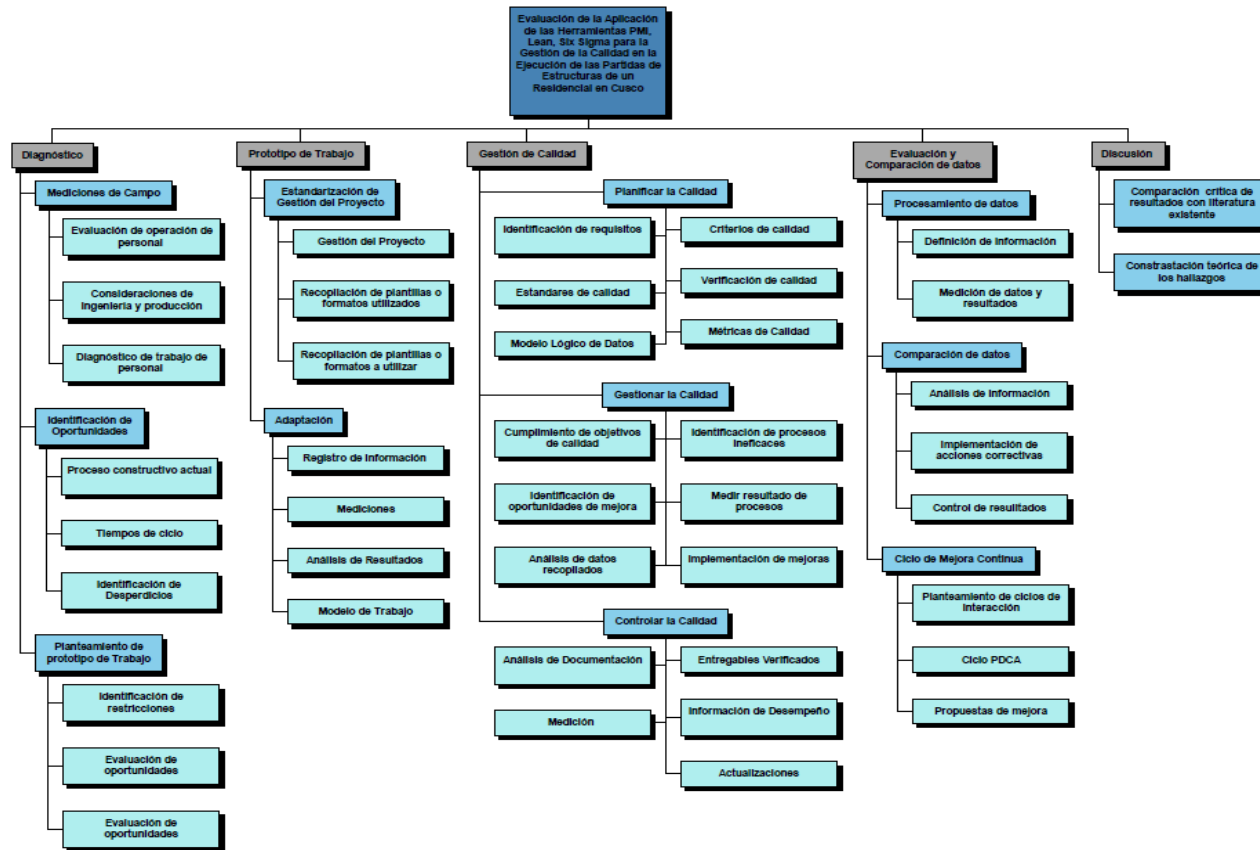 Evaluación de la Aplicación
de las Herramientas PMI,
Lean, Six Sigma para la
Gestión de la Calidad en la
Ejecución de las Partidas de
Estructuras de un
Residencial en Cusco
Diagnóstico
Mediciones de Campo
Evaluación de operación de
personal
Consideraciones de
Ingeniería y producción
Diagnóstico de trabajo de
personal
Identificación de
Oportunidades
Proceso constructivo actual
Tiempos de ciclo
Identificación de
Desperdicios
Planteamiento de
prototipo de Trabajo
Identificación de
restricciones
Evaluación de
oportunidades
Evaluación de
oportunidades
Prototipo de Trabajo
Estandarización de
Gestión del Proyecto
Gestión del Proyecto
Recopilación de plantillas o
formatos utilizados
Recopilación de plantillas o
formatos a utilizar
Adaptación
Registro de Información
Mediciones
Análisis de Resultados
Modelo de Trabajo
Gestión de Calidad
Planificar la Calidad
Identificación de requisitos
Criterios de calidad
Estandares de calidad
Verificación de calidad
Modelo Lógico de Datos
Métricas de Calidad
Gestionar la Calidad
Cumplimiento de objetivos
de calidad
Identificación de procesos
Ineficaces
Identificación de
oportunidades de mejora
Medir resultado de
procesos
Análisis de datos
recopilados
Implementación de mejoras
Controlar la Calidad
Análisis de Documentación
Entregables Verificados
Medición
Información de Desempeño
Actualizaciones
Evaluación y
Comparación de datos
Procesamiento de datos
Definición de Información
Medición de datos y
resultados
Comparación de datos
Análisis de Información
Implementación de
acciones correctivas
Control de resultados
Ciclo de Mejora Continua
Planteamiento de ciclos de
Interacción
Ciclo PDCA
Propuestas de mejora
Discusión
Comparación crítica de
resultados con literatura
existente
Constrastación teórica de
los hallazgos